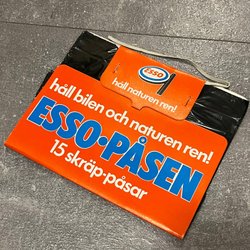 ESSO
håll naturen ren!
håll bilen och naturen ren!
ESSO·PÅSEN
15 skräp-påsar